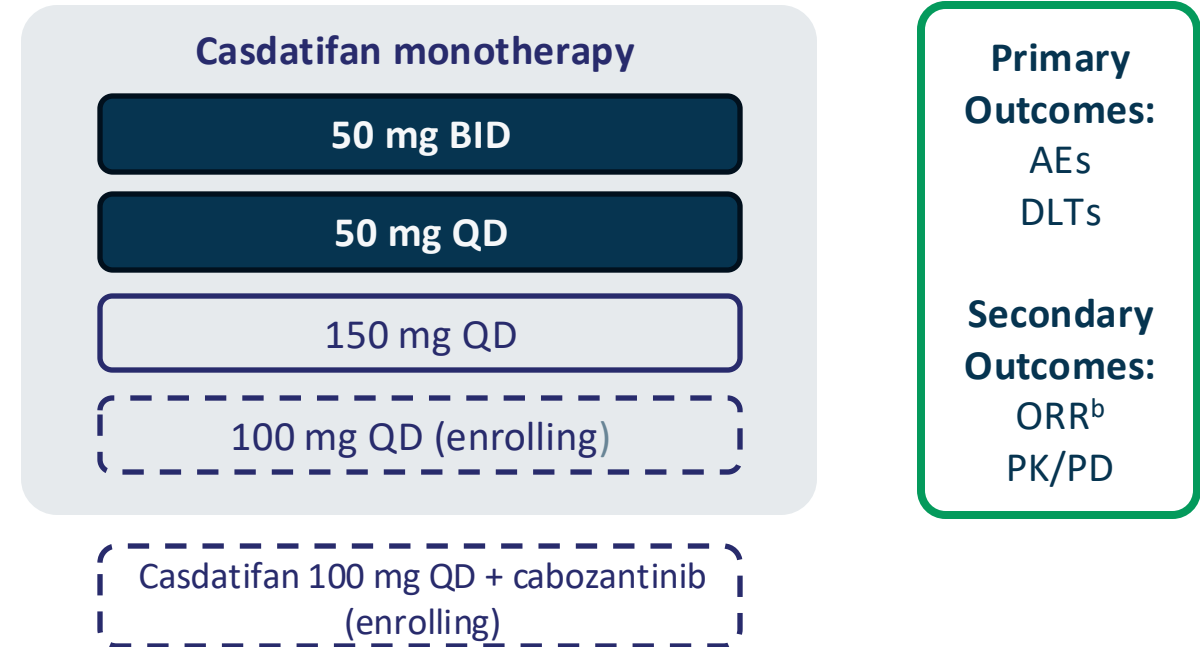 Casdatifan monotherapy
50 mg BID
50 mg QD
150 mg QD
100 mg QD (enrolling)
Casdatifan 100 mg QD + cabozantinib
(enrolling)
Primary
Outcomes:
AEs
DLTs
Secondary
Outcomes:
ORRᵇ
PK/PD